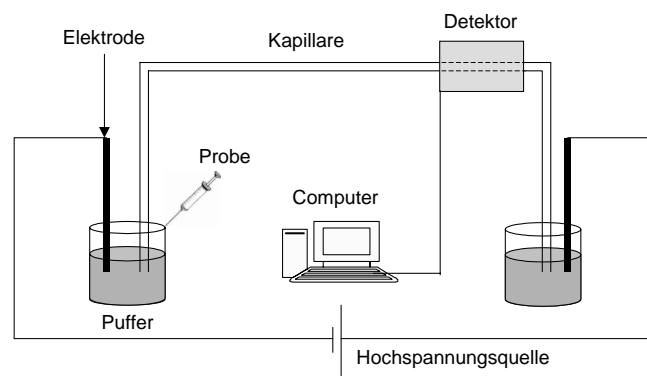 Detektor
Elektrode
Kapillare
Probe
Computer
Puffer
Hochspannungsquelle